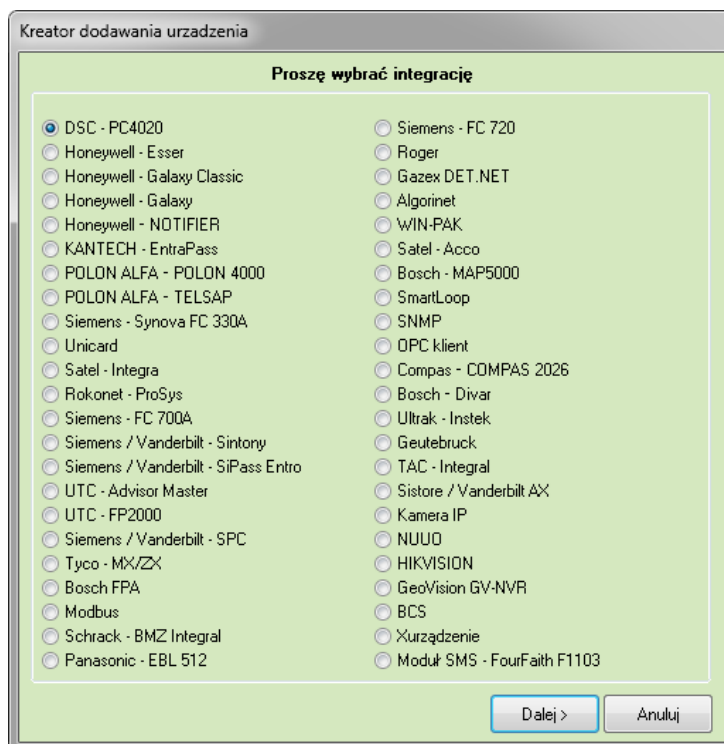 Kreator dodawania urzadzenia
Proszę wybrać integrację
DSC - PC4020
Honeywell - Esser
Honeywell - Galaxy Classic
Honeywell - Galaxy
Honeywell - NOTIFIER
KANTECH - EntraPass
POLON ALFA - POLON 4000
POLON ALFA - TELSAP
Siemens - Synova FC 330A
Unicard
Satel - Integra
Rokonet - ProSys
Siemens - FC 700A
Siemens / Vanderbilt - Sintony
Siemens / Vanderbilt - SiPass Entro
UTC - Advisor Master
UTC - FP2000
Siemens / Vanderbilt - SPC
Tyco - MX/ZX
Bosch FPA
Modbus
Schrack - BMZ Integral
Panasonic - EBL 512
Siemens - FC 720
Roger
Gazex DET.NET
Algorinet
WIN-PAK
Satel - Acco
Bosch - MAP5000
SmartLoop
SNMP
OPC klient
Compas - COMPAS 2026
Bosch - Divar
Ultrak - Instek
Geutebruck
TAC - Integral
Sistore / Vanderbilt AX
Kamera IP
NUUO
HIKVISION
GeoVision GV-NVR
BCS
Xurządzenie
Moduł SMS - FourFaith F1103
Dalej >
Anuluj